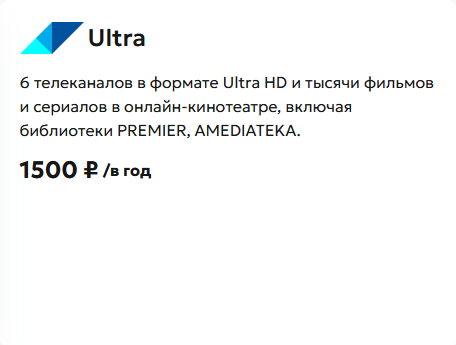 Ultra
6 телеканалов в формате Ultra HD и тысячи фильмов
и сериалов в онлайн-кинотеатре, включая
библиотеки PREMIER, AMEDIATEKA.
1500 ₽ /в год